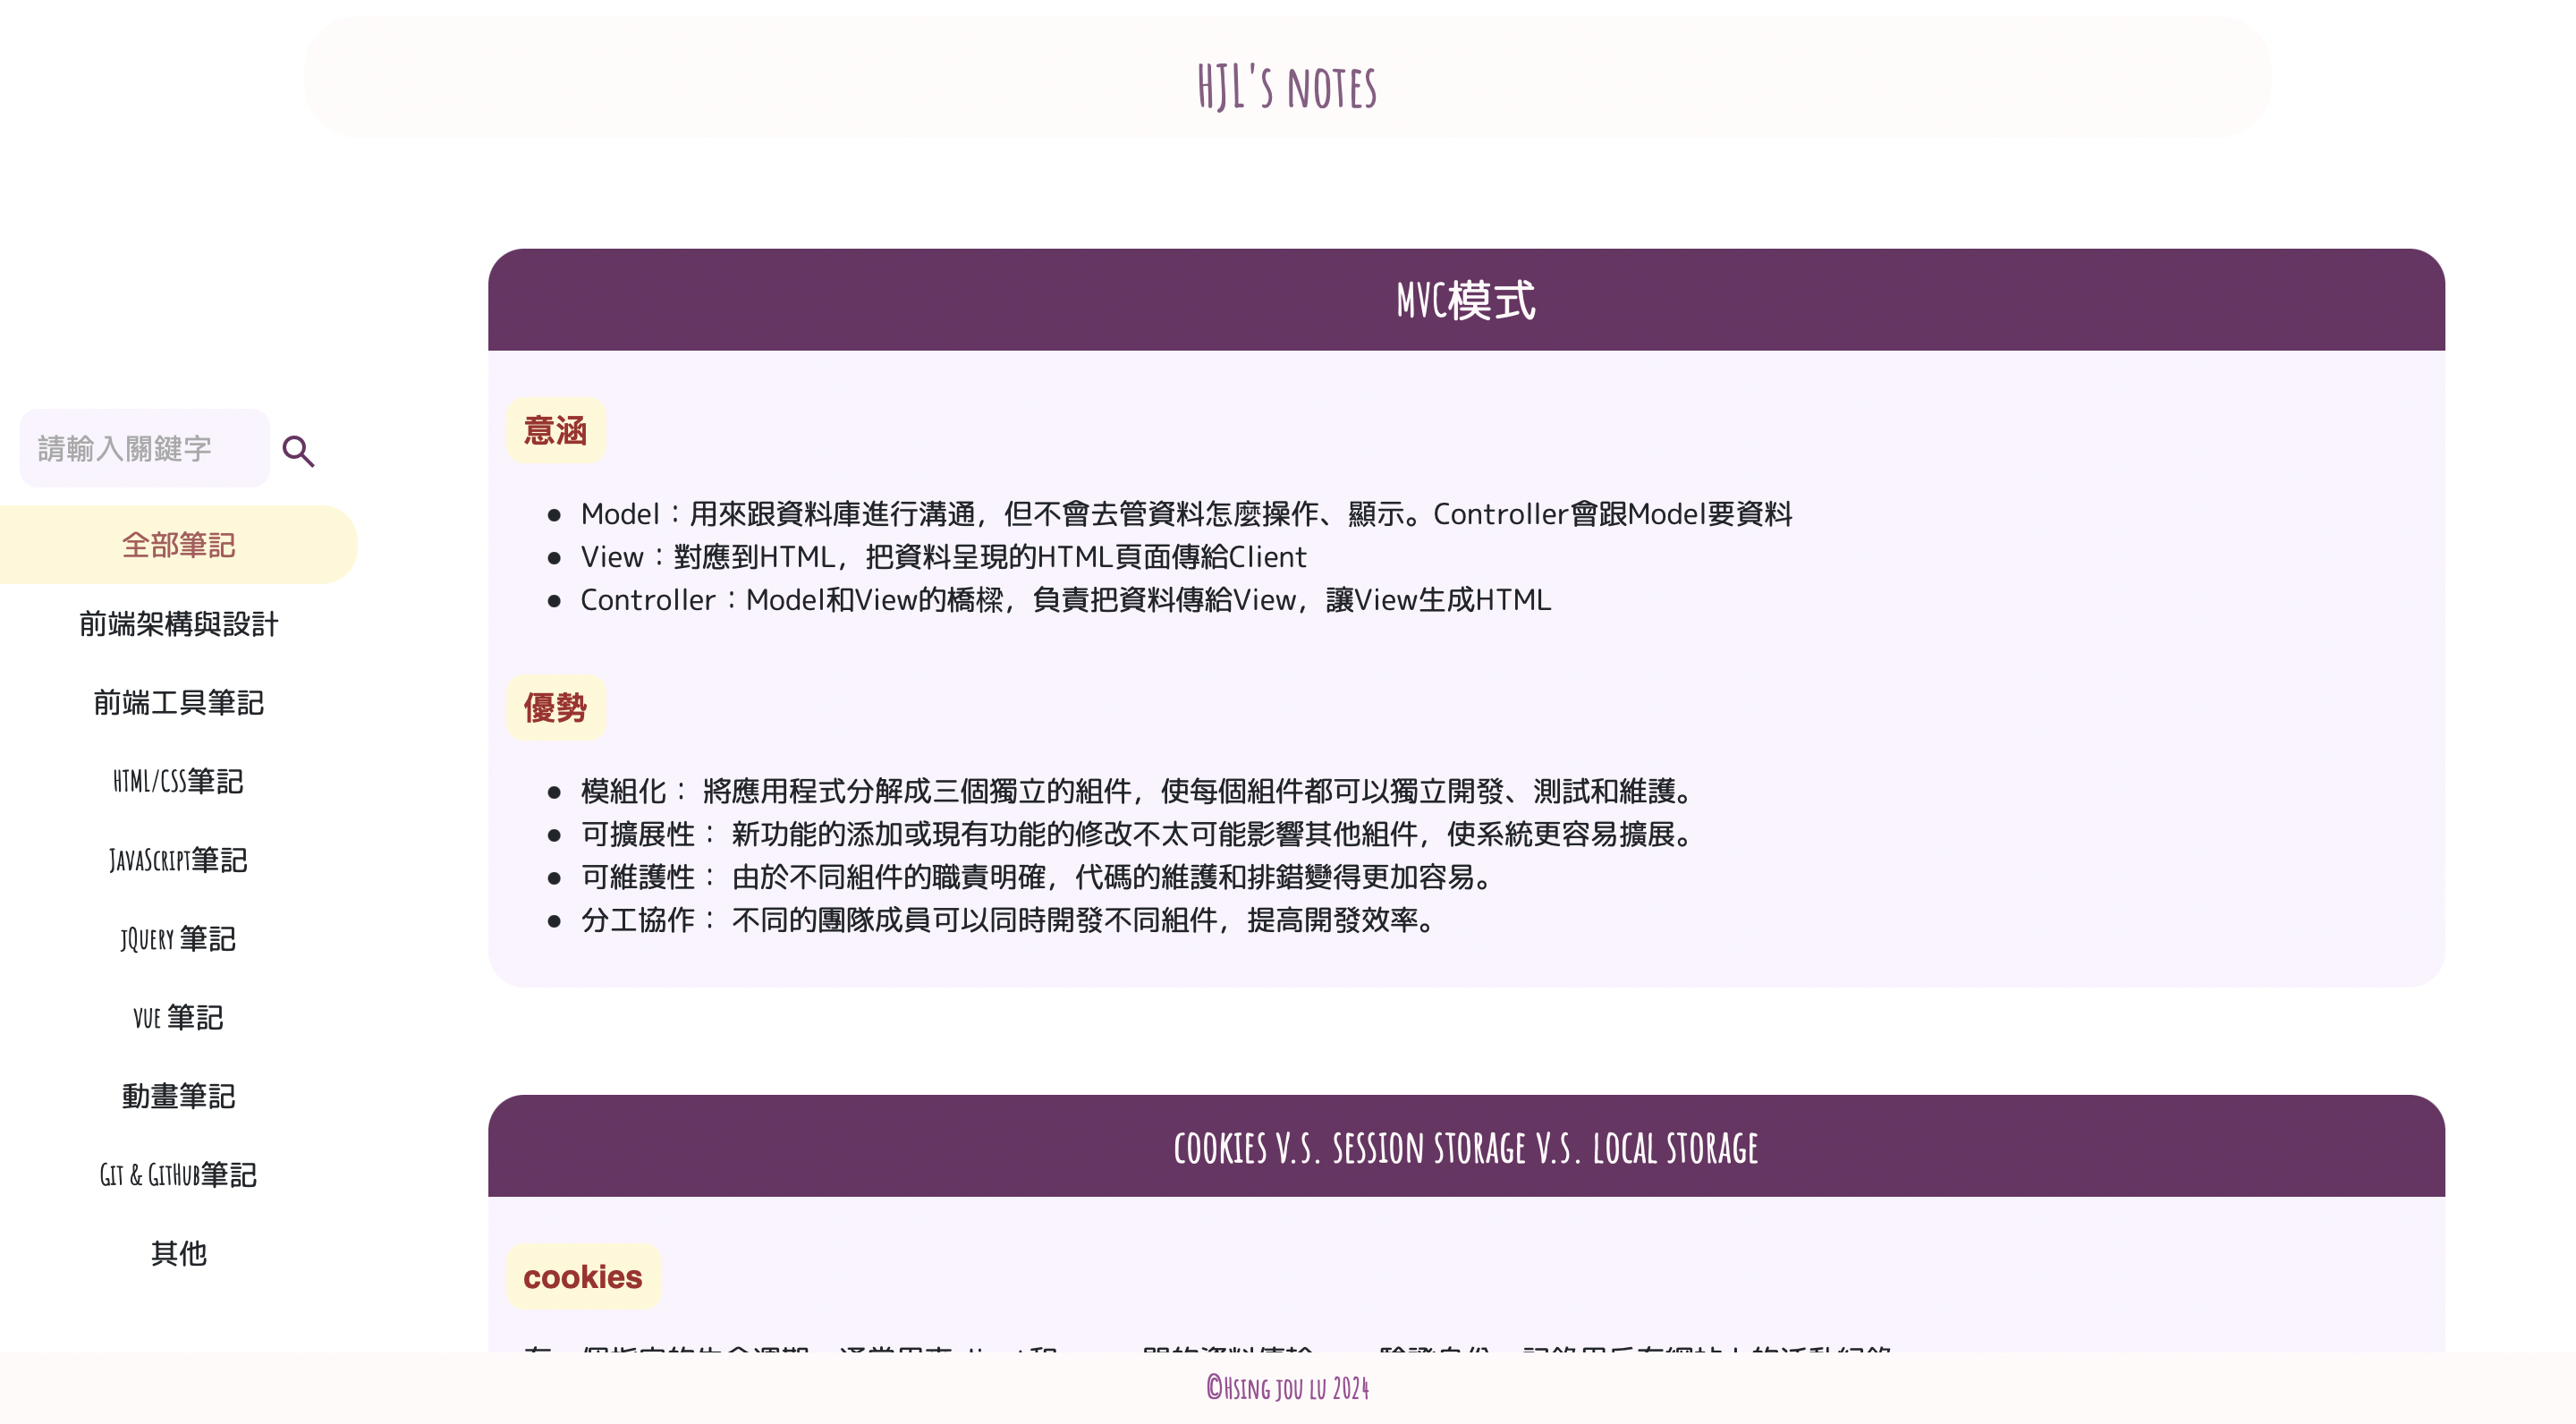 HJL's notes
請輸入關鍵字
全部筆記
前端架構與設計
前端工具筆記
HTML/CSS筆記
JavaScript筆記
jQuery 筆記
vue 筆記
動畫筆記
Git & GitHub筆記
其他
MVC模式
意涵
Model：用來跟資料庫進行溝通，但不會去管資料怎麼操作、顯示。Controller會跟Model要資料
View：對應到HTML，把資料呈現的HTML頁面傳給Client
Controller：Model和View的橋樑，負責把資料傳給View，讓View生成HTML
優勢
模組化： 將應用程式分解成三個獨立的組件，使每個組件都可以獨立開發、測試和維護。
可擴展性： 新功能的添加或現有功能的修改不太可能影響其他組件，使系統更容易擴展。
可維護性： 由於不同組件的職責明確，代碼的維護和排錯變得更加容易。
分工協作： 不同的團隊成員可以同時開發不同組件，提高開發效率。
cookies v.s. session storage v.s. local storage
cookies
©Hsing jou lu 2024